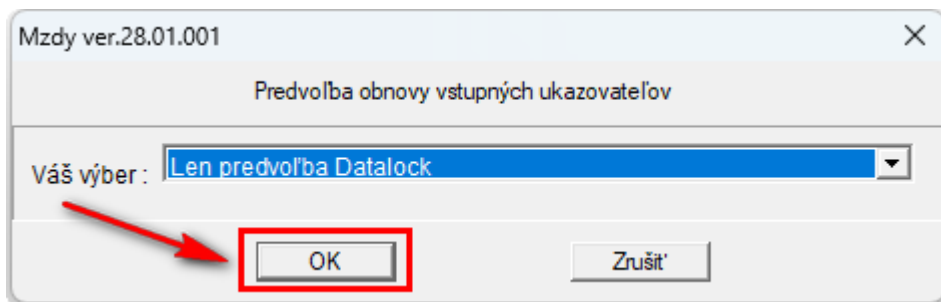 Mzdy ver.28.01.001
Predvoľba obnovy vstupných ukazovateľov
Váš výber : Len predvoľba Datalock
OK Zrušiť